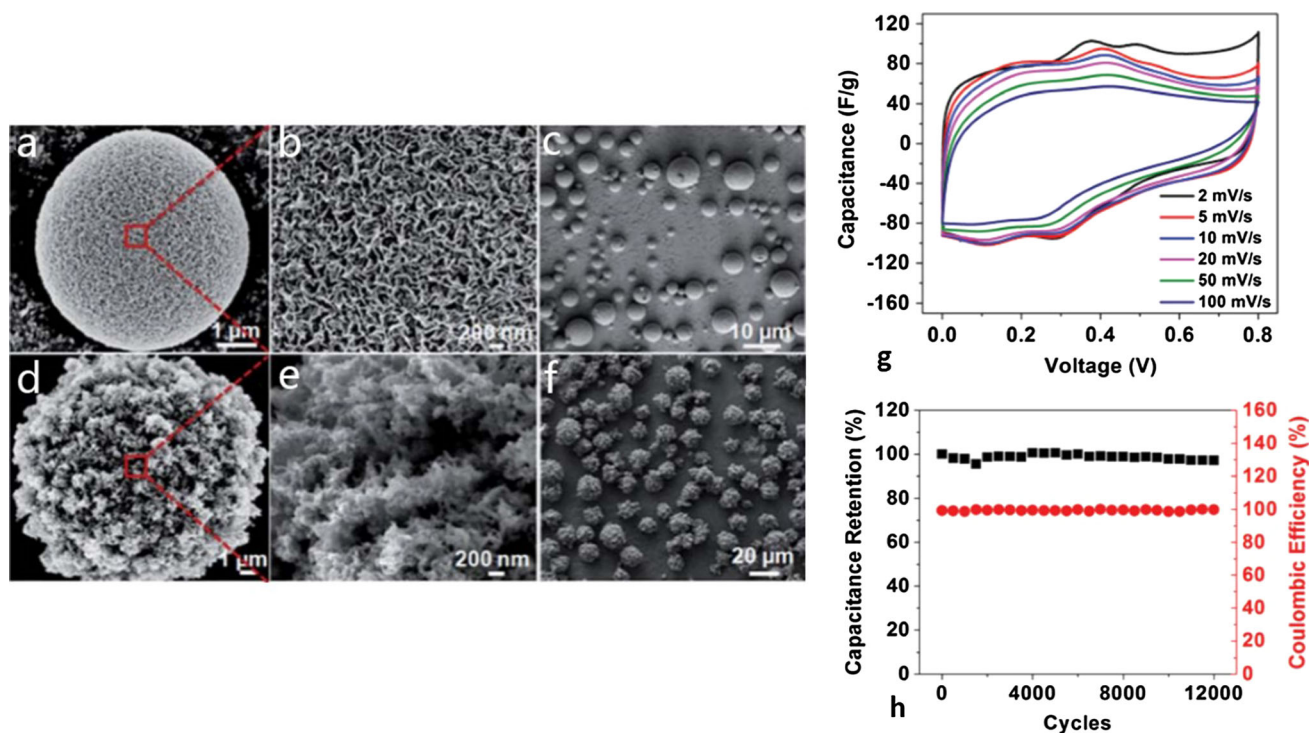 a
1 μm
b
200 nm
c
10 μm
d
1 μm
e
200 nm
f
20 μm
120
80
40
0
-40
-80
-120
-160
Capacitance (F/g)
2 mV/s
5 mV/s
10 mV/s
20 mV/s
50 mV/s
100 mV/s
0.0
0.2
0.4
0.6
0.8
Voltage (V)
g
120
100
80
60
40
20
0
Capacitance Retention (%)
160
140
120
100
80
60
40
20
0
Coulombic Efficiency (%)
0
4000
8000
12000
Cycles
h